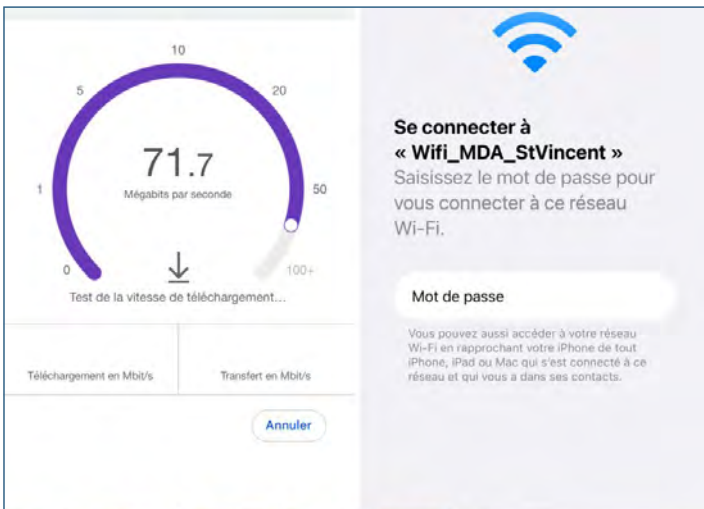 10
5
20
71.7
Mégabits par seconde
1
50
0
100+
Test de la vitesse de téléchargement...
Téléchargement en Mbit/s
Transfert en Mbit/s
Annuler
Se connecter à
« Wifi_MDA_StVincent »
Saisissez le mot de passe pour
vous connecter à ce réseau
Wi-Fi.
Mot de passe
Vous pouvez aussi accéder à votre réseau
Wi-Fi en rapprochant votre iPhone de tout
iPhone, iPad ou Mac qui s'est connecté à ce
réseau et qui vous a dans ses contacts.